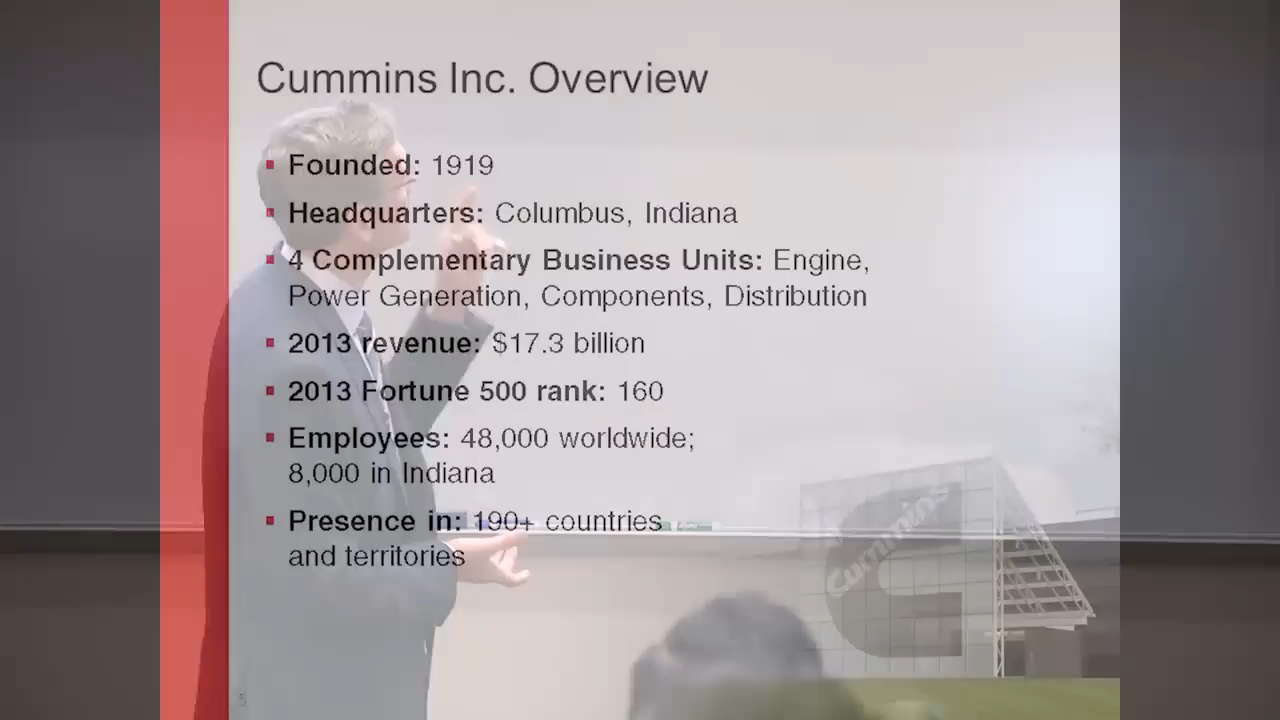 Cummins Inc. Overview
Founded: 1919
Headquarters: Columbus, Indiana
4 Complementary Business Units: Engine,
Power Generation, Components, Distribution
2013 revenue: $17.3 billion
2013 Fortune 500 rank: 160
Employees: 48,000 worldwide;
8,000 in Indiana
Presence in: 190+ countries
and territories
Cummins
Cummins
5